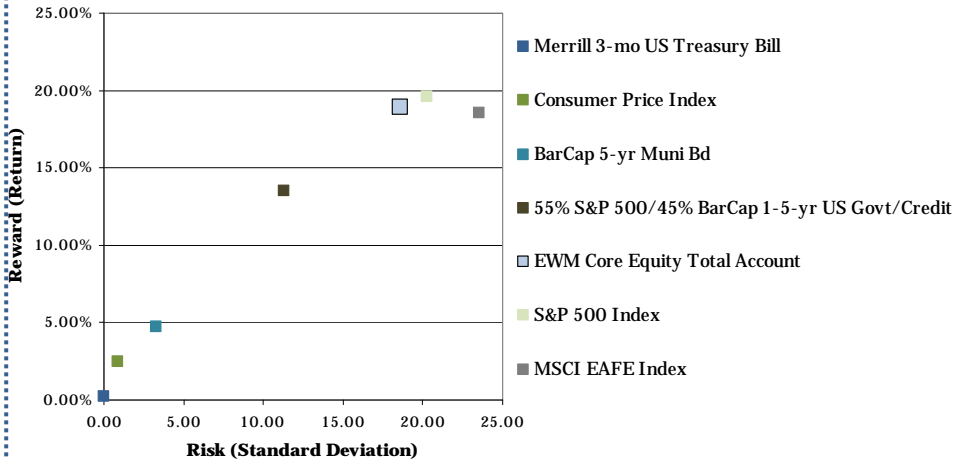 25.00%
20.00%
15.00%
10.00%
5.00%
0.00%
Reward (Return)
0.00 5.00 10.00 15.00 20.00 25.00
Risk (Standard Deviation)
Merrill 3-mo US Treasury Bill
Consumer Price Index
BarCap 5-yr Muni Bd
55% S&P 500/45% BarCap 1-5-yr US Govt/Credit
EWM Core Equity Total Account
S&P 500 Index
MSCI EAFE Index